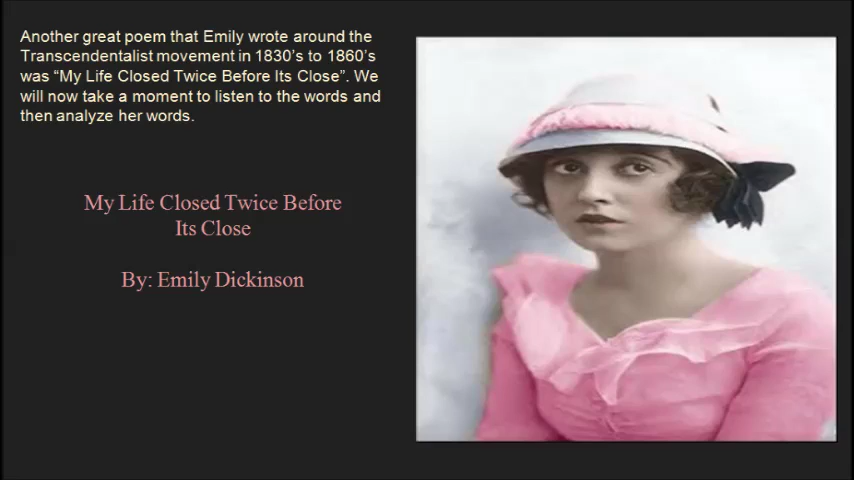 Another great poem that Emily wrote around the
Transcendentalist movement in 1830’s to 1860’s
was “My Life Closed Twice Before Its Close”. We
will now take a moment to listen to the words and
then analyze her words.
My Life Closed Twice Before
Its Close
By: Emily Dickinson